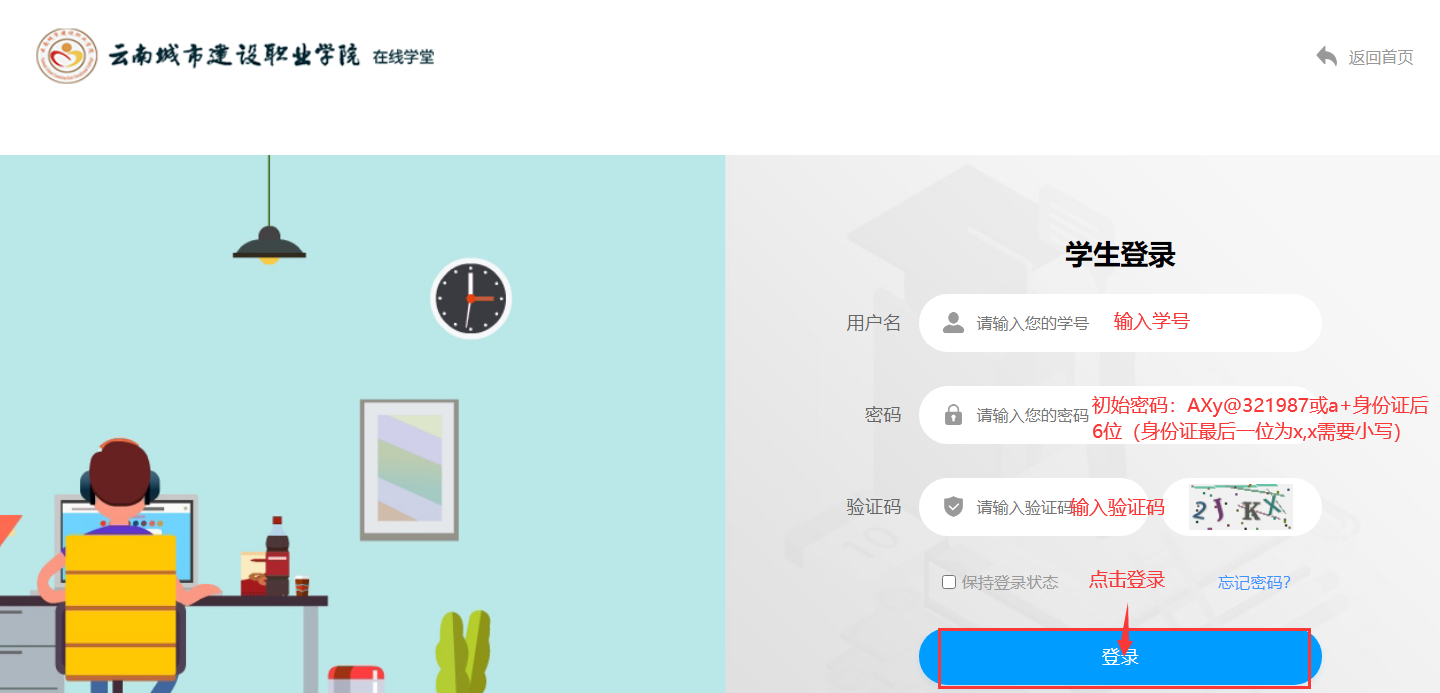 云南城市建设职业学院 在线学堂
返回首页
学生登录
用户名 请输入您的学号 输入学号
密码 请输入您的密码 初始密码：AXy@321987或a+身份证后
6位（身份证最后一位为x,x需要小写）
验证码 请输入验证码 输入验证码 2JKX
保持登录状态 点击登录 忘记密码?
登录